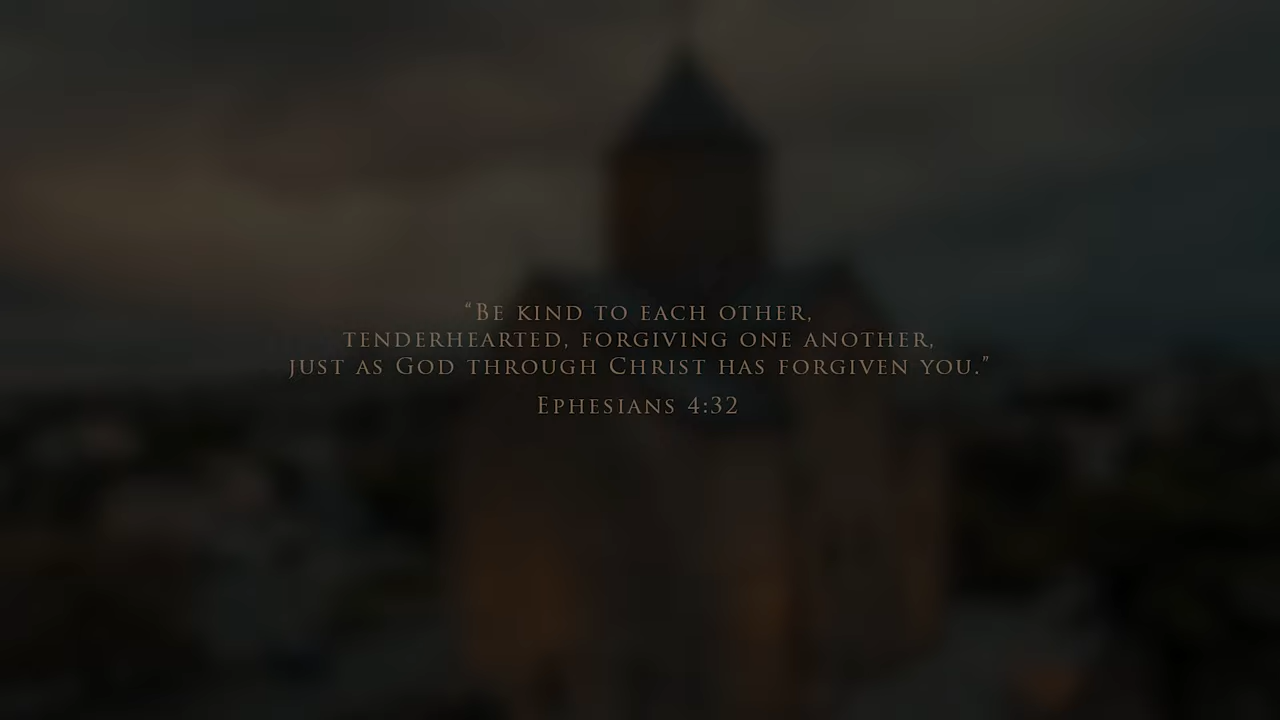 “Be kind to each other,
tenderhearted, forgiving one another,
just as God through Christ has forgiven you.”
Ephesians 4:32